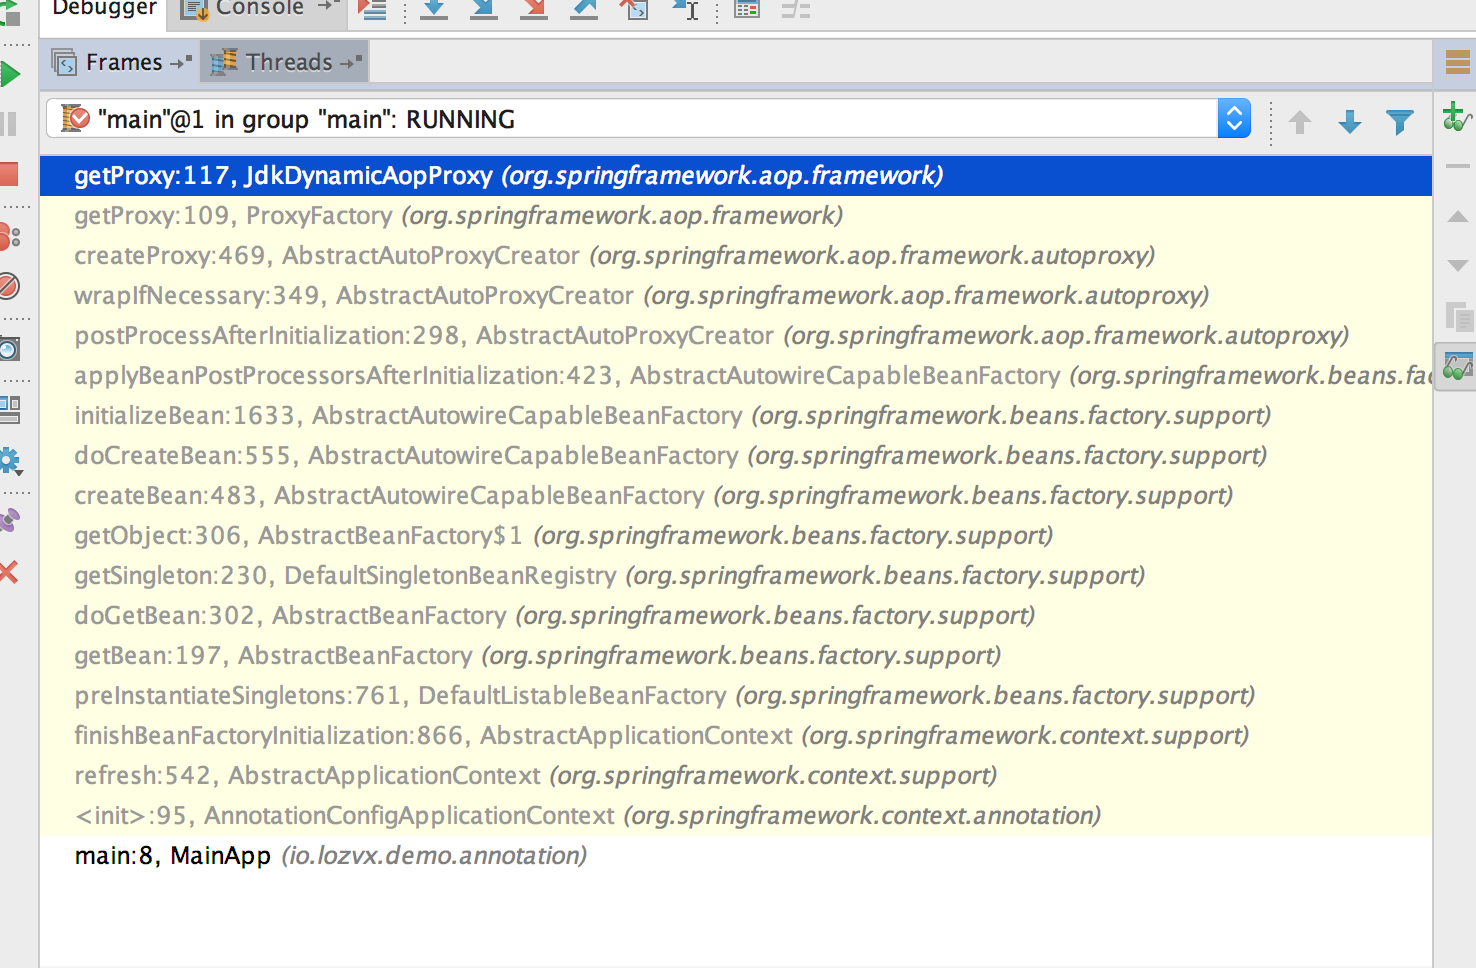 Debugger Console
Frames Threads
"main"@1 in group "main": RUNNING
getProxy:117, JdkDynamicAopProxy (org.springframework.aop.framework)
getProxy:109, ProxyFactory (org.springframework.aop.framework)
createProxy:469, AbstractAutoProxyCreator (org.springframework.aop.framework.autoproxy)
wrapIfNecessary:349, AbstractAutoProxyCreator (org.springframework.aop.framework.autoproxy)
postProcessAfterInitialization:298, AbstractAutoProxyCreator (org.springframework.aop.framework.autoproxy)
applyBeanPostProcessorsAfterInitialization:423, AbstractAutowireCapableBeanFactory (org.springframework.beans.fac
initializeBean:1633, AbstractAutowireCapableBeanFactory (org.springframework.beans.factory.support)
doCreateBean:555, AbstractAutowireCapableBeanFactory (org.springframework.beans.factory.support)
createBean:483, AbstractAutowireCapableBeanFactory (org.springframework.beans.factory.support)
getObject:306, AbstractBeanFactory$1 (org.springframework.beans.factory.support)
getSingleton:230, DefaultSingletonBeanRegistry (org.springframework.beans.factory.support)
doGetBean:302, AbstractBeanFactory (org.springframework.beans.factory.support)
getBean:197, AbstractBeanFactory (org.springframework.beans.factory.support)
preInstantiateSingletons:761, DefaultListableBeanFactory (org.springframework.beans.factory.support)
finishBeanFactoryInitialization:866, AbstractApplicationContext (org.springframework.context.support)
refresh:542, AbstractApplicationContext (org.springframework.context.support)
<init>:95, AnnotationConfigApplicationContext (org.springframework.context.annotation)
main:8, MainApp (io.lozvx.demo.annotation)